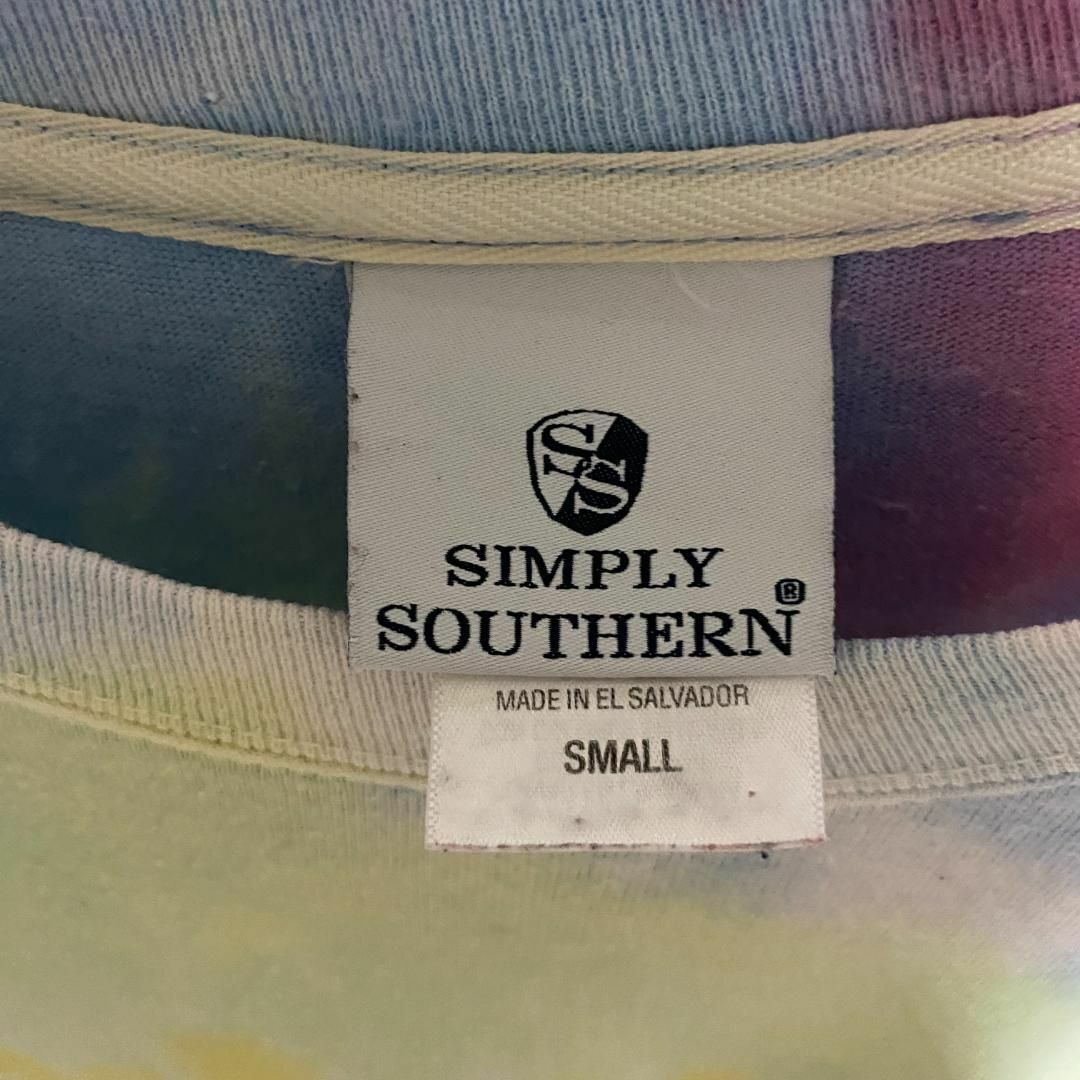 SS
SIMPLY
SOUTHERN®
MADE IN EL SALVADOR
SMALL